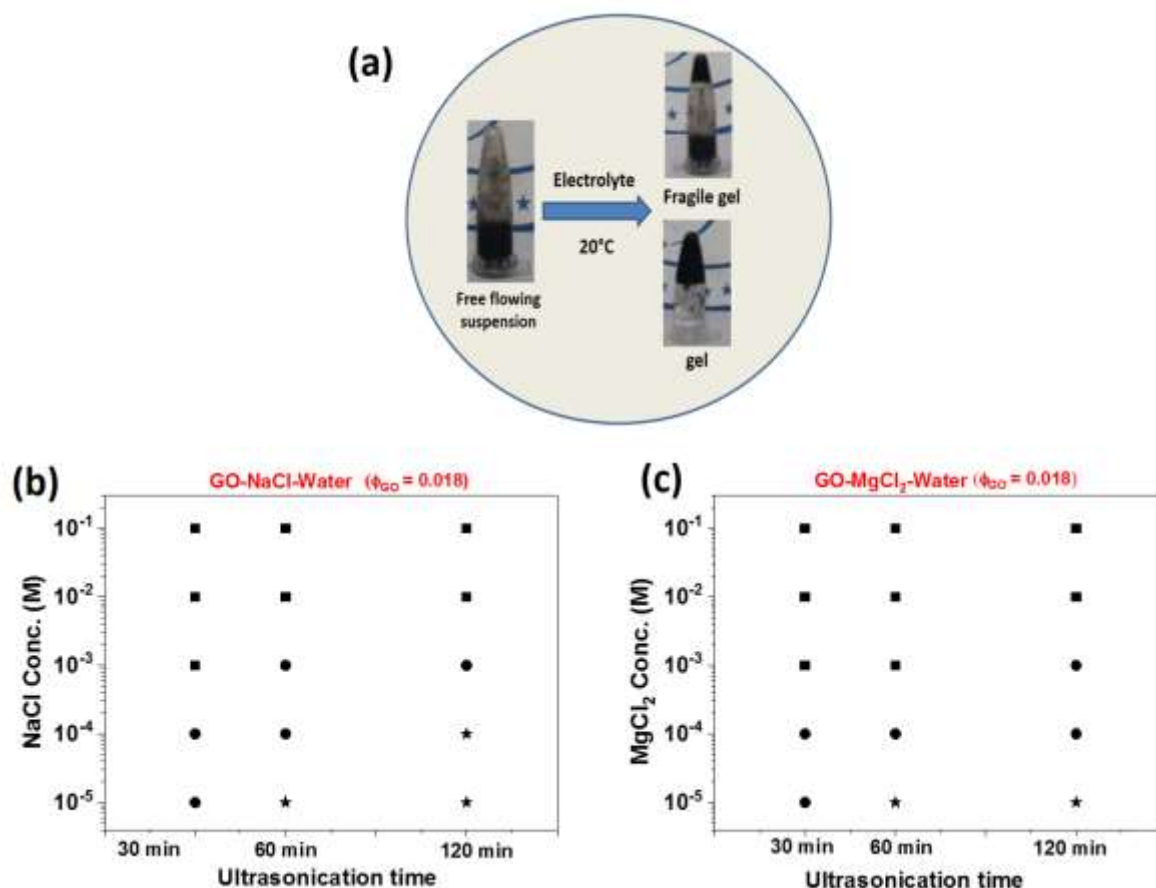 (a)
Electrolyte
20°C
Free flowing
suspension
Fragile gel
gel
(b)
GO-NaCl-Water (ϕGO = 0.018)
NaCl Conc. (M)
10⁻¹
10⁻²
10⁻³
10⁻⁴
10⁻⁵
30 min 60 min 120 min
Ultrasonication time
(c)
GO-MgCl₂-Water (ϕGO = 0.018)
MgCl₂ Conc. (M)
10⁻¹
10⁻²
10⁻³
10⁻⁴
10⁻⁵
30 min 60 min 120 min
Ultrasonication time